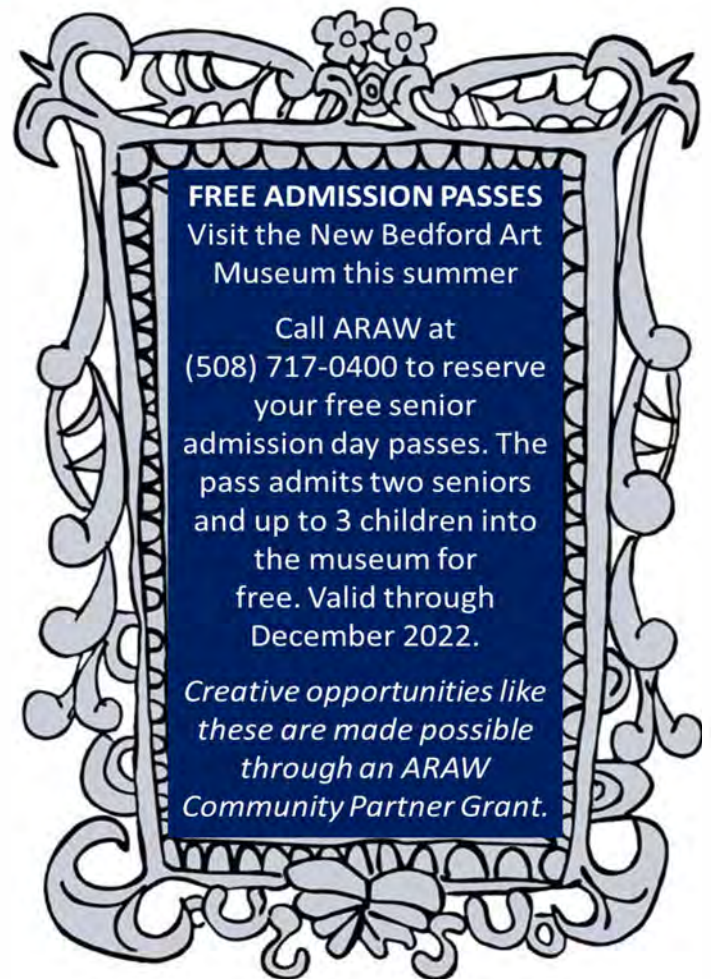 FREE ADMISSION PASSES
Visit the New Bedford Art
Museum this summer
Call ARAW at
(508) 717-0400 to reserve
your free senior
admission day passes. The
pass admits two seniors
and up to 3 children into
the museum for
free. Valid through
December 2022.
Creative opportunities like
these are made possible
through an ARAW
Community Partner Grant.